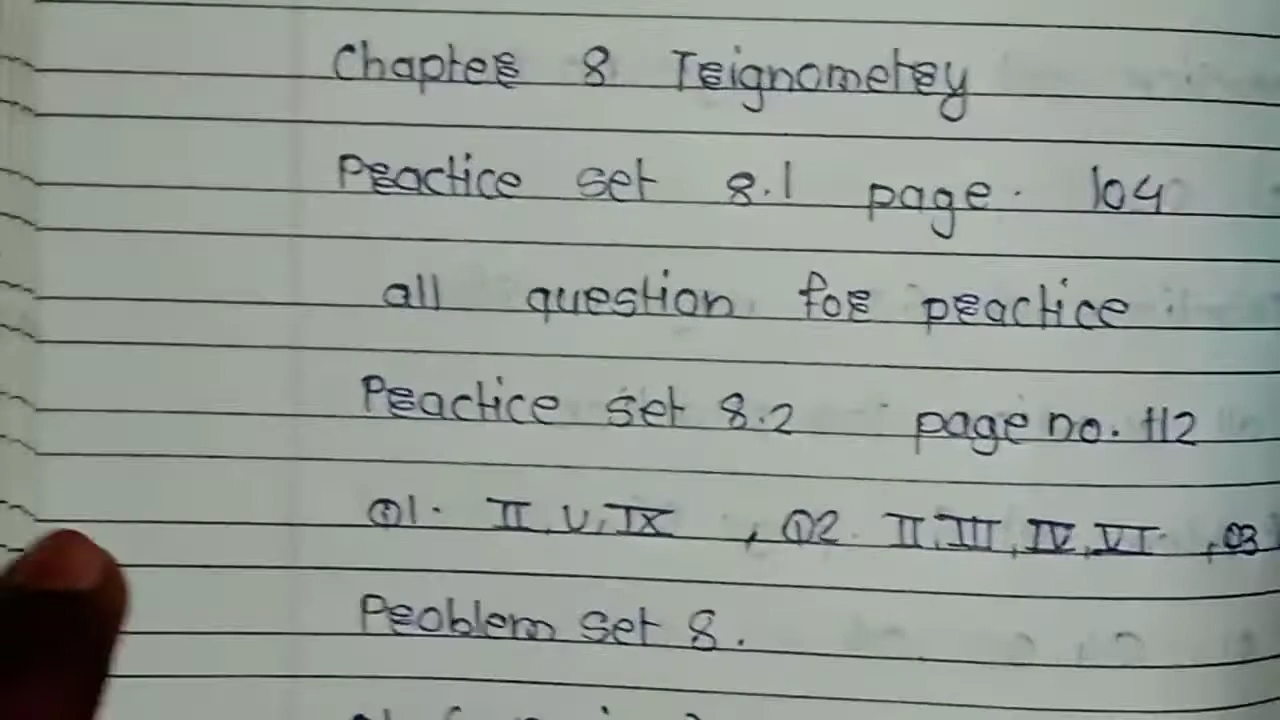 Chapter 8 Trignometry
Practice set 8.1 page. 104
all question for practice
Practice set 8.2 page no. 112
Q1. II, V, IX , Q2. II, III, IV, VI. , Q3
Problem set 8.